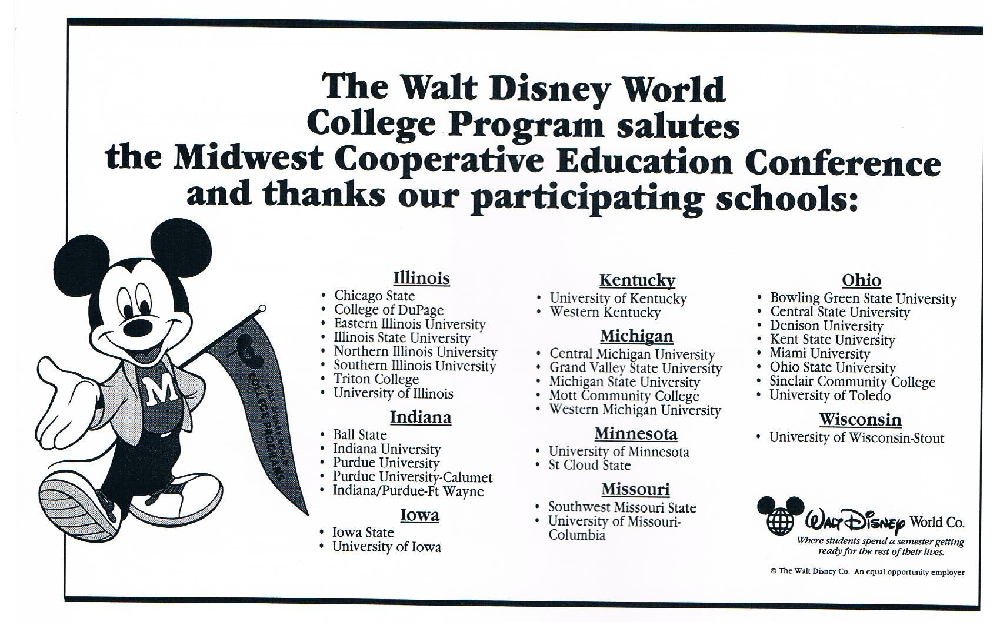 The Walt Disney World
College Program salutes
the Midwest Cooperative Education Conference
and thanks our participating schools:
M
WALT DISNEY WORLD
COLLEGE PROGRAMS
Illinois
• Chicago State
• College of DuPage
• Eastern Illinois University
• Illinois State University
• Northern Illinois University
• Southern Illinois University
• Triton College
• University of Illinois
Indiana
• Ball State
• Indiana University
• Purdue University
• Purdue University-Calumet
• Indiana/Purdue-Ft Wayne
Iowa
• Iowa State
• University of Iowa
Kentucky
• University of Kentucky
• Western Kentucky
Michigan
• Central Michigan University
• Grand Valley State University
• Michigan State University
• Mott Community College
• Western Michigan University
Minnesota
• University of Minnesota
• St Cloud State
Missouri
• Southwest Missouri State
• University of Missouri-
Columbia
Ohio
• Bowling Green State University
• Central State University
• Denison University
• Kent State University
• Miami University
• Ohio State University
• Sinclair Community College
• University of Toledo
Wisconsin
• University of Wisconsin-Stout
Walt Disney World Co.
Where students spend a semester getting
ready for the rest of their lives.
© The Walt Disney Co. An equal opportunity employer